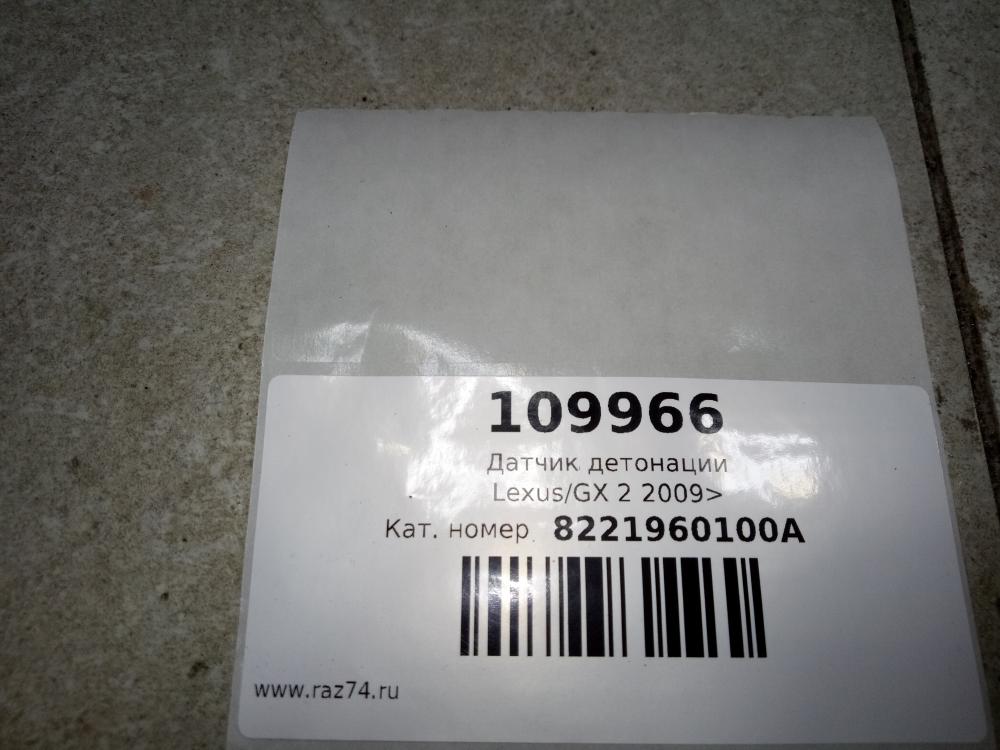 109966
Датчик детонации
Lexus/GX 2 2009>
Кат. номер 8221960100A
www.raz74.ru